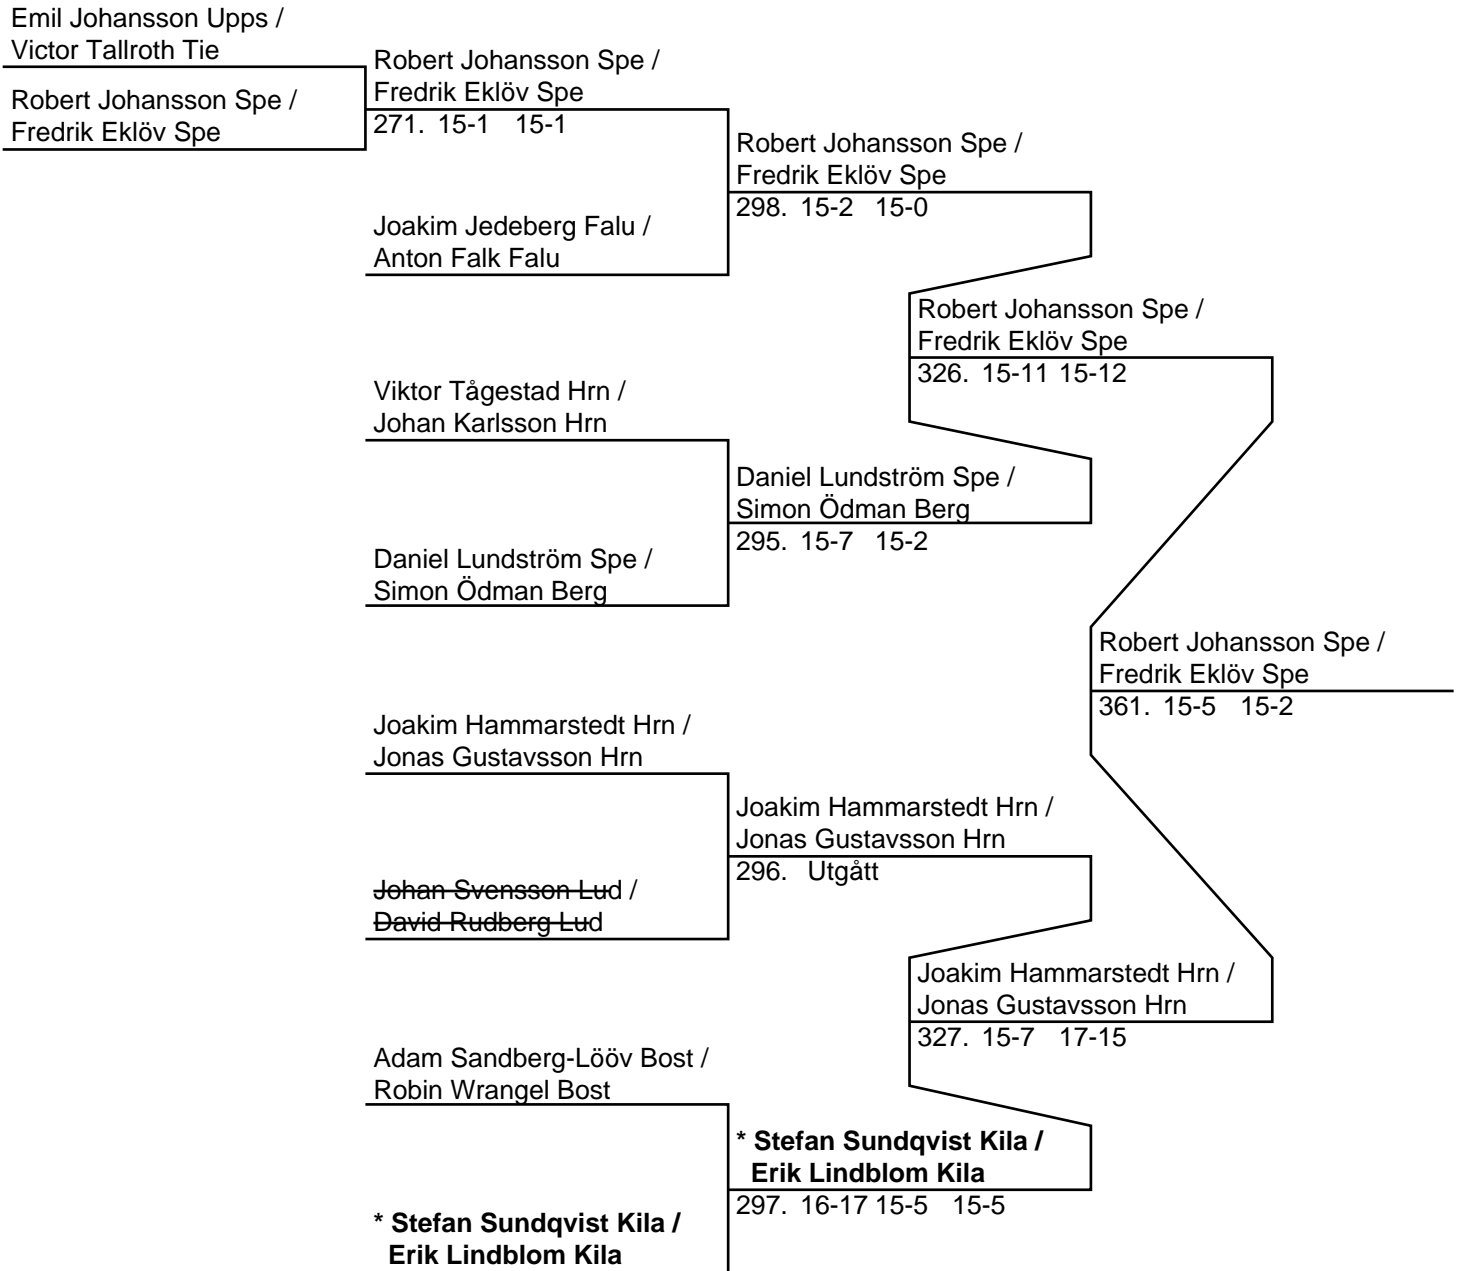 Emil Johansson Upps /
Victor Tallroth Tie
Robert Johansson Spe /
Fredrik Eklöv Spe
Robert Johansson Spe /
Fredrik Eklöv Spe
271. 15-1 15-1
Joakim Jedeberg Falu /
Anton Falk Falu
Robert Johansson Spe /
Fredrik Eklöv Spe
298. 15-2 15-0
Viktor Tågestad Hrn /
Johan Karlsson Hrn
Daniel Lundström Spe /
Simon Ödman Berg
Daniel Lundström Spe /
Simon Ödman Berg
295. 15-7 15-2
Robert Johansson Spe /
Fredrik Eklöv Spe
326. 15-11 15-12
Joakim Hammarstedt Hrn /
Jonas Gustavsson Hrn
Johan Svensson Lud /
David Rudberg Lud
Joakim Hammarstedt Hrn /
Jonas Gustavsson Hrn
296. Utgått
Adam Sandberg-Lööv Bost /
Robin Wrangel Bost
* Stefan Sundqvist Kila /
Erik Lindblom Kila
* Stefan Sundqvist Kila /
Erik Lindblom Kila
297. 16-17 15-5 15-5
Joakim Hammarstedt Hrn /
Jonas Gustavsson Hrn
327. 15-7 17-15
Robert Johansson Spe /
Fredrik Eklöv Spe
361. 15-5 15-2